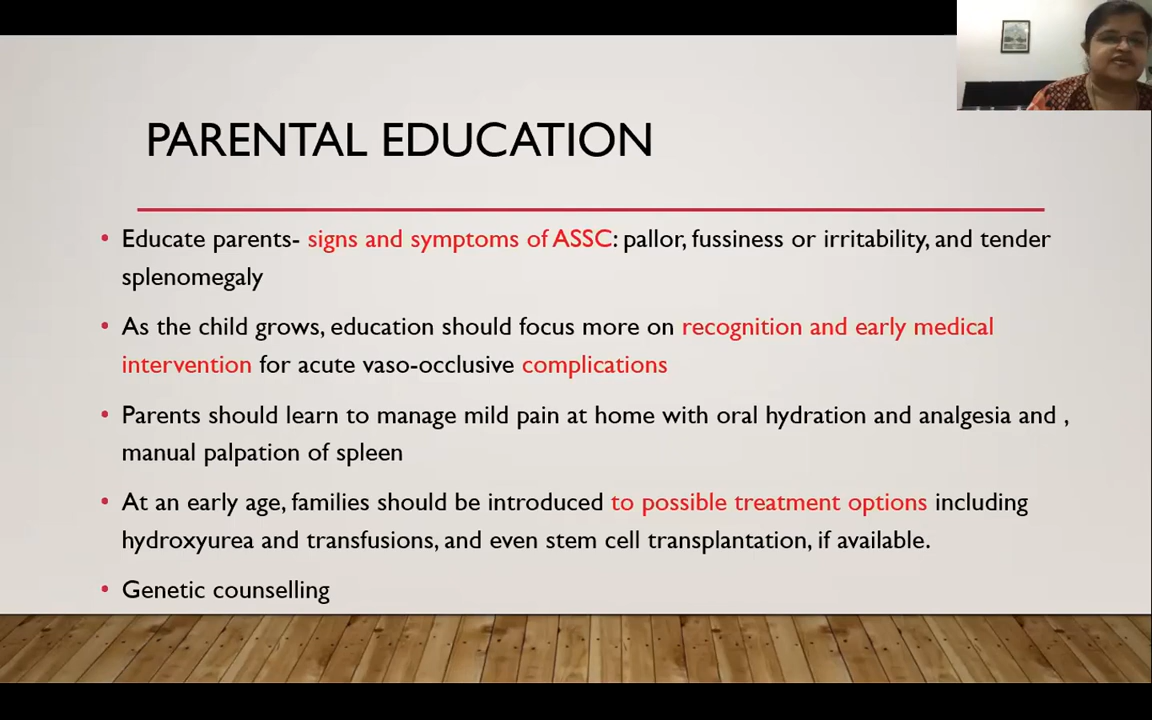 PARENTAL EDUCATION
• Educate parents- signs and symptoms of ASSC: pallor, fussiness or irritability, and tender
splenomegaly
• As the child grows, education should focus more on recognition and early medical
intervention for acute vaso-occlusive complications
• Parents should learn to manage mild pain at home with oral hydration and analgesia and ,
manual palpation of spleen
• At an early age, families should be introduced to possible treatment options including
hydroxyurea and transfusions, and even stem cell transplantation, if available.
• Genetic counselling